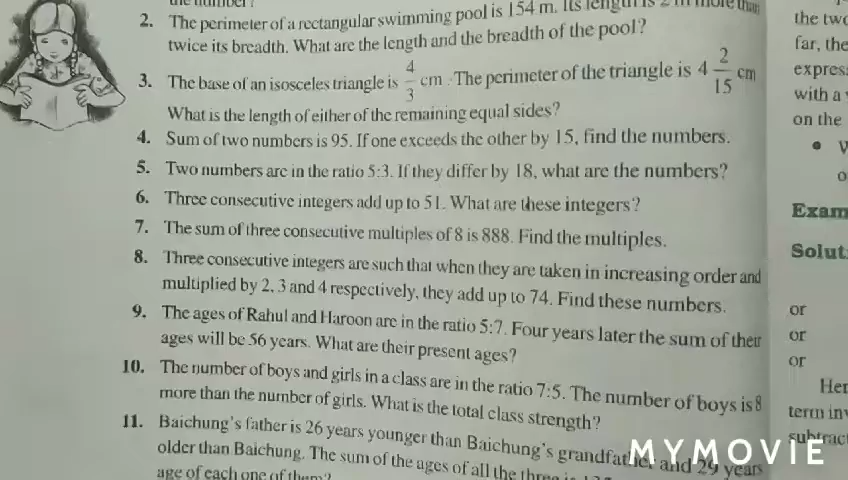 the number?
2. The perimeter of a rectangular swimming pool is 154 m. Its length is 2 m more than
twice its breadth. What are the length and the breadth of the pool?
3. The base of an isosceles triangle is 4/3 cm. The perimeter of the triangle is 4 2/15 cm
What is the length of either of the remaining equal sides?
4. Sum of two numbers is 95. If one exceeds the other by 15, find the numbers.
5. Two numbers are in the ratio 5:3. If they differ by 18, what are the numbers?
6. Three consecutive integers add up to 51. What are these integers?
7. The sum of three consecutive multiples of 8 is 888. Find the multiples.
8. Three consecutive integers are such that when they are taken in increasing order and
multiplied by 2, 3 and 4 respectively, they add up to 74. Find these numbers.
9. The ages of Rahul and Haroon are in the ratio 5:7. Four years later the sum of their
ages will be 56 years. What are their present ages?
10. The number of boys and girls in a class are in the ratio 7:5. The number of boys is 8
more than the number of girls. What is the total class strength?
11. Baichung's father is 26 years younger than Baichung's grandfather and 29 years
older than Baichung. The sum of the ages of all the three is
age of each one of them?
the two
far, the
express
with a
on the
Exam
Solut
or
or
or
Her
term in
subtract
MYMOVIE